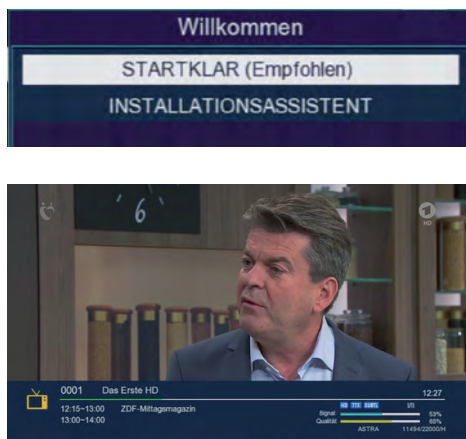 Willkommen
STARTKLAR (Empfohlen)
INSTALLATIONSASSISTENT
6
HD
0001 Das Erste HD 12:27
12:15~13:00 ZDF-Mittagsmagazin HD TTX SUBTL
13:00~14:00
Signal 53%
Qualität 65%
ASTRA 11494/22000/H